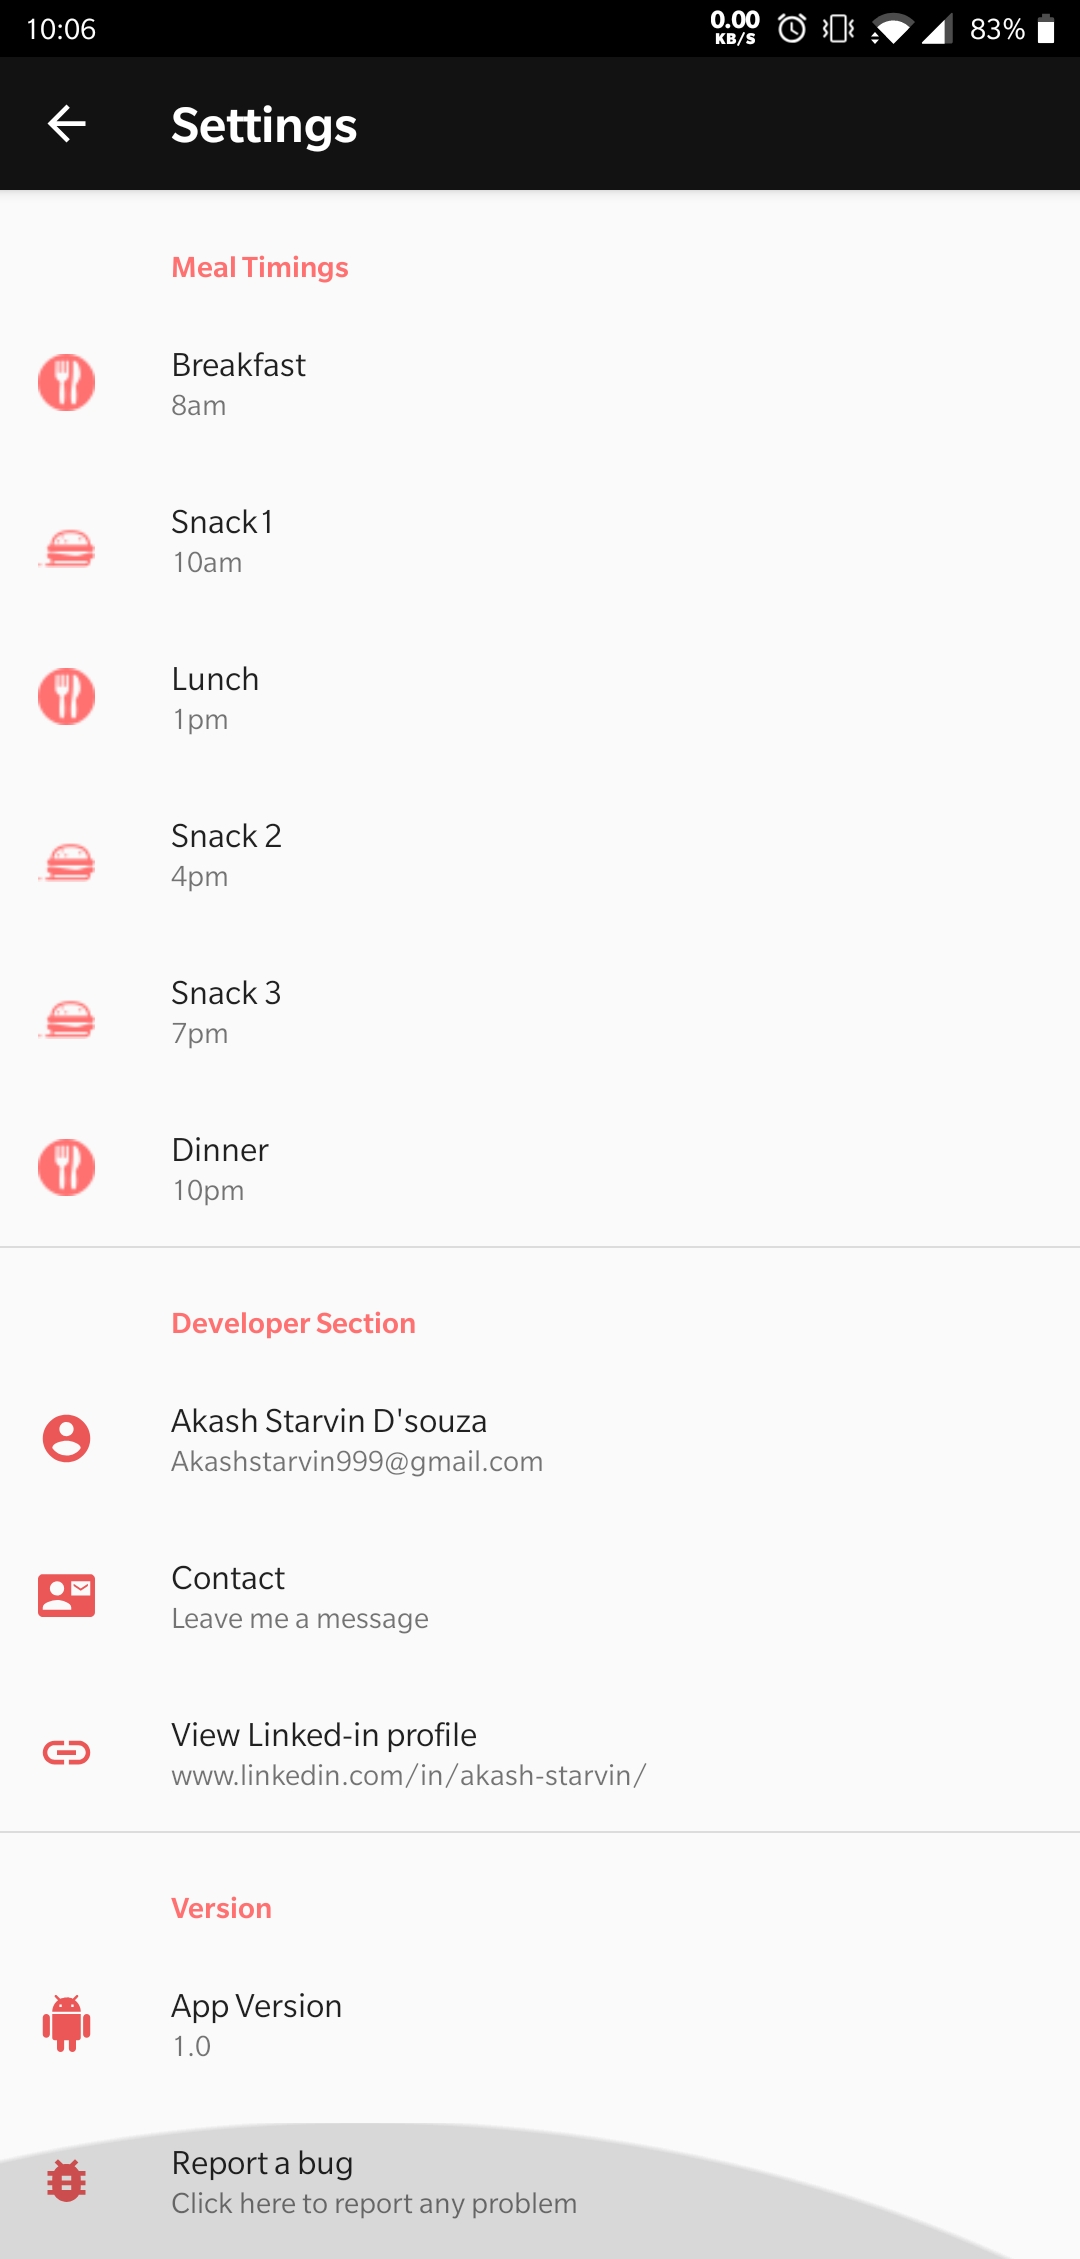 10:06
0.00
KB/S
83%
Settings
Meal Timings
Breakfast
8am
Snack1
10am
Lunch
1pm
Snack 2
4pm
Snack 3
7pm
Dinner
10pm
Developer Section
Akash Starvin D'souza
Akashstarvin999@gmail.com
Contact
Leave me a message
View Linked-in profile
www.linkedin.com/in/akash-starvin/
Version
App Version
1.0
Report a bug
Click here to report any problem